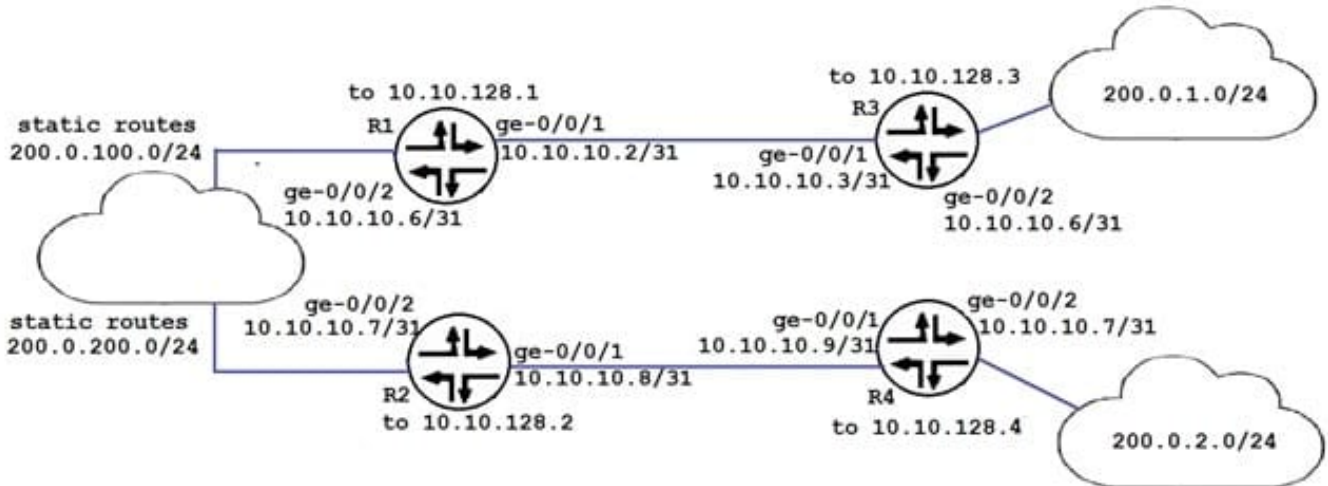 to 10.10.128.1
R1
ge-0/0/1
10.10.10.2/31
static routes
200.0.100.0/24
ge-0/0/2
10.10.10.6/31
to 10.10.128.3
R3
ge-0/0/1
10.10.10.3/31
ge-0/0/2
10.10.10.6/31
200.0.1.0/24
static routes
200.0.200.0/24
ge-0/0/2
10.10.10.7/31
ge-0/0/1
10.10.10.8/31
R2
to 10.10.128.2
ge-0/0/1
10.10.10.9/31
ge-0/0/2
10.10.10.7/31
R4
to 10.10.128.4
200.0.2.0/24